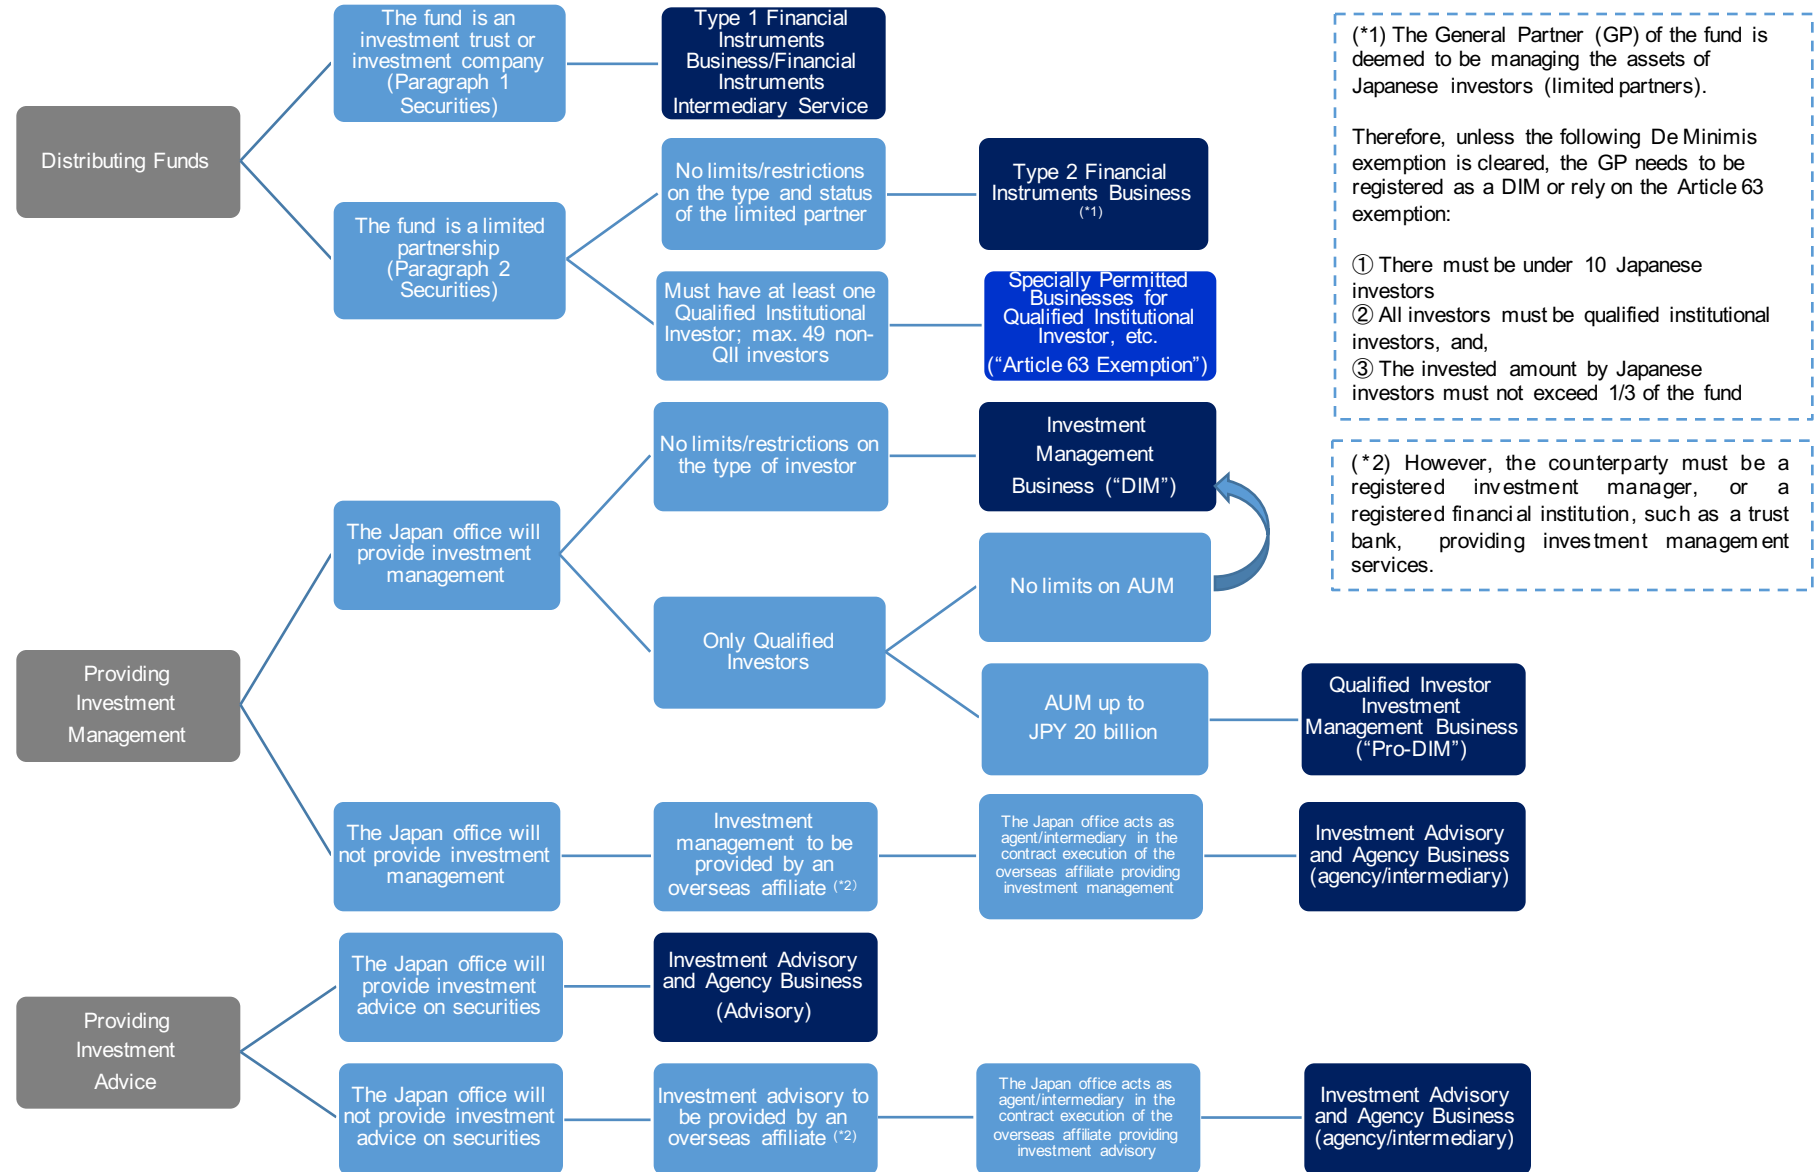 Distributing Funds
The fund is an
investment trust or
investment company
(Paragraph 1
Securities)
Type 1 Financial
Instruments
Business/Financial
Instruments
Intermediary Service
The fund is a limited
partnership
(Paragraph 2
Securities)
No limits/restrictions
on the type and status
of the limited partner
Type 2 Financial
Instruments Business
(*1)
Must have at least one
Qualified Institutional
Investor; max. 49 non-
QII investors
Specially Permitted
Businesses for
Qualified Institutional
Investor, etc.
(“Article 63 Exemption”)
Providing
Investment
Management
The Japan office will
provide investment
management
No limits/restrictions on
the type of investor
Investment
Management
Business (“DIM”)
Only Qualified
Investors
No limits on AUM
AUM up to
JPY 20 billion
Qualified Investor
Investment
Management Business
(“Pro-DIM”)
The Japan office will
not provide investment
management
Investment
management to be
provided by an
overseas affiliate (*2)
The Japan office acts as
agent/intermediary in the
contract execution of the
overseas affiliate providing
investment management
Investment Advisory
and Agency Business
(agency/intermediary)
Providing
Investment
Advice
The Japan office will
provide investment
advice on securities
Investment Advisory
and Agency Business
(Advisory)
The Japan office will
not provide investment
advice on securities
Investment advisory to
be provided by an
overseas affiliate (*2)
The Japan office acts as
agent/intermediary in the
contract execution of the
overseas affiliate providing
investment advisory
Investment Advisory
and Agency Business
(agency/intermediary)
(*1) The General Partner (GP) of the fund is
deemed to be managing the assets of
Japanese investors (limited partners).
Therefore, unless the following De Minimis
exemption is cleared, the GP needs to be
registered as a DIM or rely on the Article 63
exemption:
① There must be under 10 Japanese
investors
② All investors must be qualified institutional
investors, and,
③ The invested amount by Japanese
investors must not exceed 1/3 of the fund
(*2) However, the counterparty must be a
registered investment manager, or a
registered financial institution, such as a trust
bank, providing investment management
services.